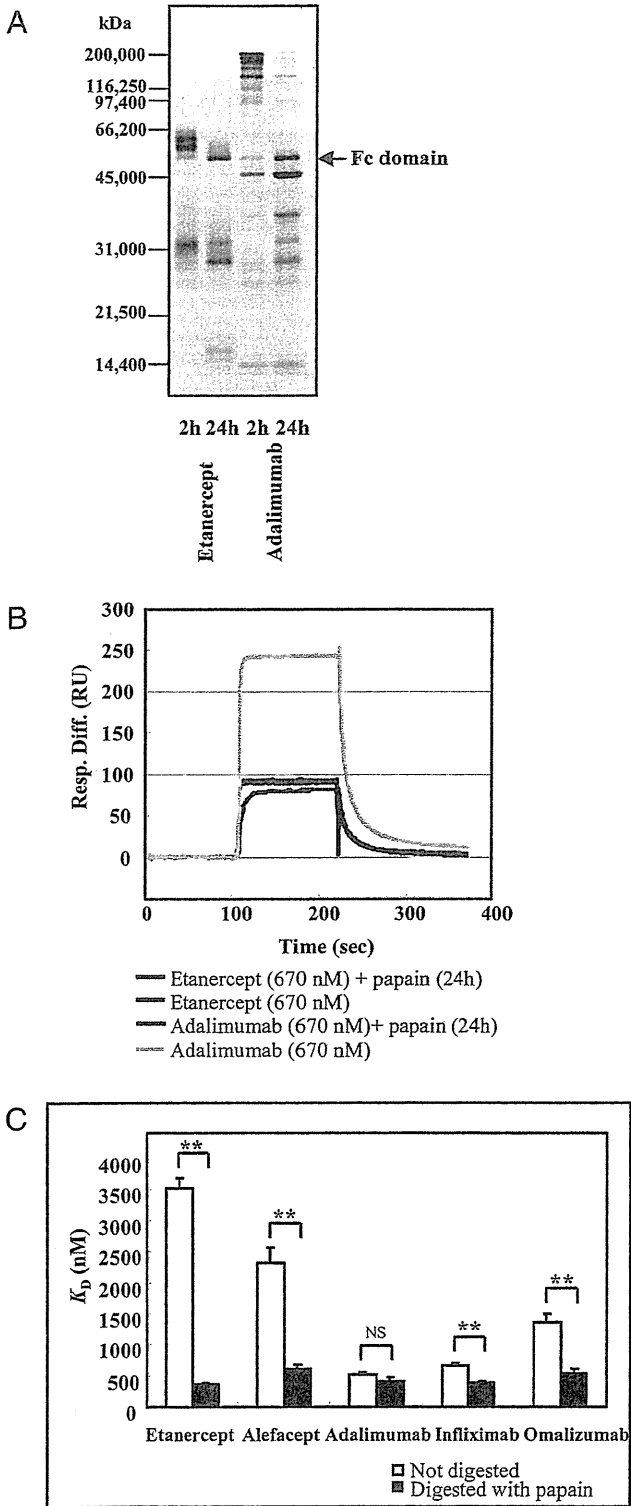 A
kDa
200,000
116,250
97,400
66,200
Fc domain
45,000
31,000
21,500
14,400
2h 24h 2h 24h
Etanercept
Adalimumab
B
300
250
200
150
100
50
0
Resp. Diff. (RU)
0 100 200 300 400
Time (sec)
Etanercept (670 nM) + papain (24h)
Etanercept (670 nM)
Adalimumab (670 nM)+ papain (24h)
Adalimumab (670 nM)
C
4000
3500
3000
2500
2000
1500
1000
500
0
KD (nM)
**
**
NS
**
**
Etanercept Alefacept Adalimumab Infliximab Omalizumab
Not digested
Digested with papain